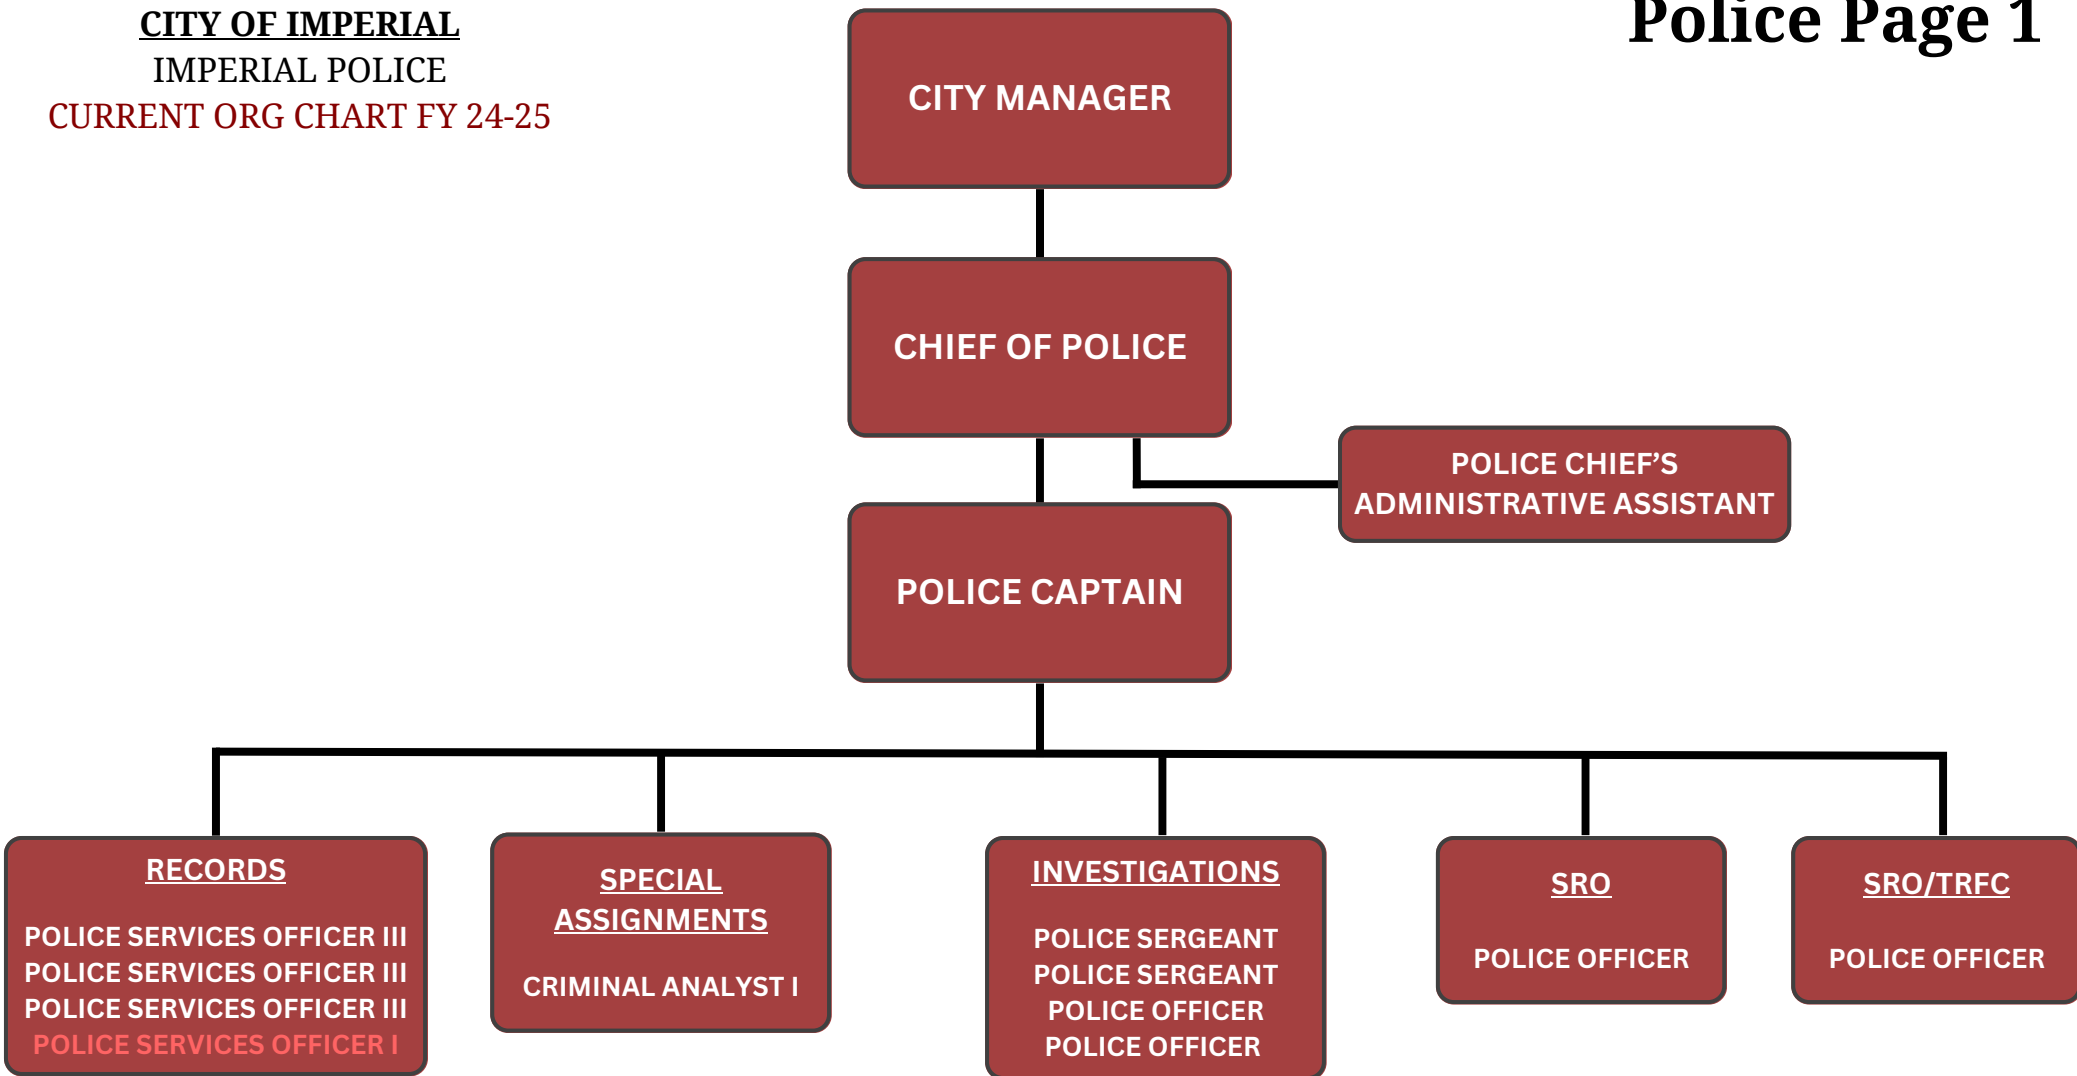 CITY OF IMPERIAL
IMPERIAL POLICE
CURRENT ORG CHART FY 24-25
Police Page 1
CITY MANAGER
CHIEF OF POLICE
POLICE CHIEF’S
ADMINISTRATIVE ASSISTANT
POLICE CAPTAIN
RECORDS
POLICE SERVICES OFFICER III
POLICE SERVICES OFFICER III
POLICE SERVICES OFFICER III
POLICE SERVICES OFFICER I
SPECIAL
ASSIGNMENTS
CRIMINAL ANALYST I
INVESTIGATIONS
POLICE SERGEANT
POLICE SERGEANT
POLICE OFFICER
POLICE OFFICER
SRO
POLICE OFFICER
SRO/TRFC
POLICE OFFICER